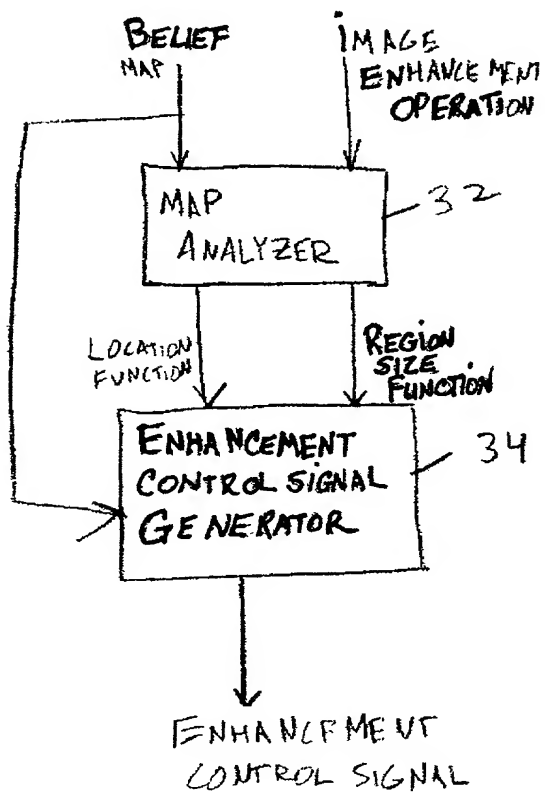 BELIEF
MAP
IMAGE
ENHANCEMENT
OPERATION
MAP
ANALYZER
32
LOCATION
FUNCTION
REGION
SIZE
FUNCTION
ENHANCEMENT
CONTROL SIGNAL
GENERATOR
34
ENHANCEMENT
CONTROL SIGNAL